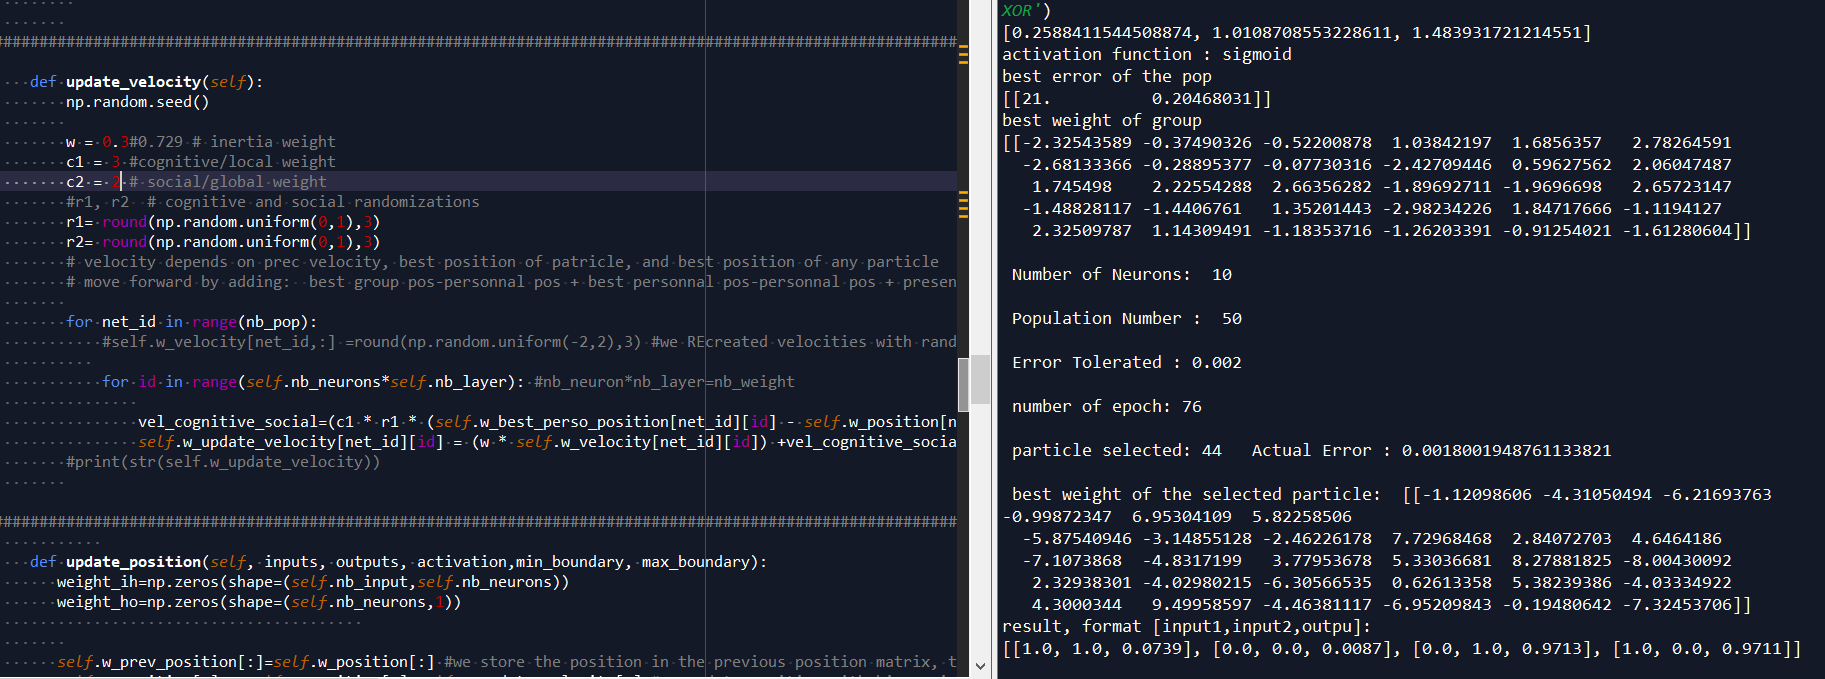 ###################################################################################################
def update_velocity(self):
np.random.seed()
w = 0.3#0.729 # inertia weight
c1 = 3 #cognitive/local weight
c2 = 2 # social/global weight
#r1, r2  # cognitive and social randomizations
r1= round(np.random.uniform(0,1),3)
r2= round(np.random.uniform(0,1),3)
# velocity depends on prec velocity, best position of patricle, and best position of any particle
# move forward by adding:  best group pos-personnal pos + best personnal pos-personnal pos + presen
for net_id in range(nb_pop):
#self.w_velocity[net_id,:] =round(np.random.uniform(-2,2),3) #we REcreated velocities with rand
for id in range(self.nb_neurons*self.nb_layer): #nb_neuron*nb_layer=nb_weight
vel_cognitive_social=(c1 * r1 * (self.w_best_perso_position[net_id][id] - self.w_position[n
self.w_update_velocity[net_id][id] = (w * self.w_velocity[net_id][id]) +vel_cognitive_socia
#print(str(self.w_update_velocity))
###################################################################################################
def update_position(self, inputs, outputs, activation,min_boundary, max_boundary):
weight_ih=np.zeros(shape=(self.nb_input,self.nb_neurons))
weight_ho=np.zeros(shape=(self.nb_neurons,1))
self.w_prev_position[:]=self.w_position[:] #we store the position in the previous position matrix, t
XOR')
[0.2588411544508874, 1.0108708553228611, 1.483931721214551]
activation function : sigmoid
best error of the pop
[[21.          0.20468031]]
best weight of group
[[-2.32543589 -0.37490326 -0.52200878  1.03842197  1.6856357   2.78264591
-2.68133366 -0.28895377 -0.07730316 -2.42709446  0.59627562  2.06047487
1.745498    2.22554288  2.66356282 -1.89692711 -1.9696698   2.65723147
-1.48828117 -1.4406761   1.35201443 -2.98234226  1.84717666 -1.1194127
2.32509787  1.14309491 -1.18353716 -1.26203391 -0.91254021 -1.61280604]]
Number of Neurons:  10
Population Number :  50
Error Tolerated : 0.002
number of epoch: 76
particle selected: 44   Actual Error : 0.0018001948761133821
best weight of the selected particle:  [[-1.12098606 -4.31050494 -6.21693763
-0.99872347  6.95304109  5.82258506
-5.87540946 -3.14855128 -2.46226178  7.72968468  2.84072703  4.6464186
-7.1073868  -4.8317199   3.77953678  5.33036681  8.27881825 -8.00430092
2.32938301 -4.02980215 -6.30566535  0.62613358  5.38239386 -4.03334922
4.3000344   9.49958597 -4.46381117 -6.95209843 -0.19480642 -7.32453706]]
result, format [input1,input2,outpu]:
[[1.0, 1.0, 0.0739], [0.0, 0.0, 0.0087], [0.0, 1.0, 0.9713], [1.0, 0.0, 0.9711]]